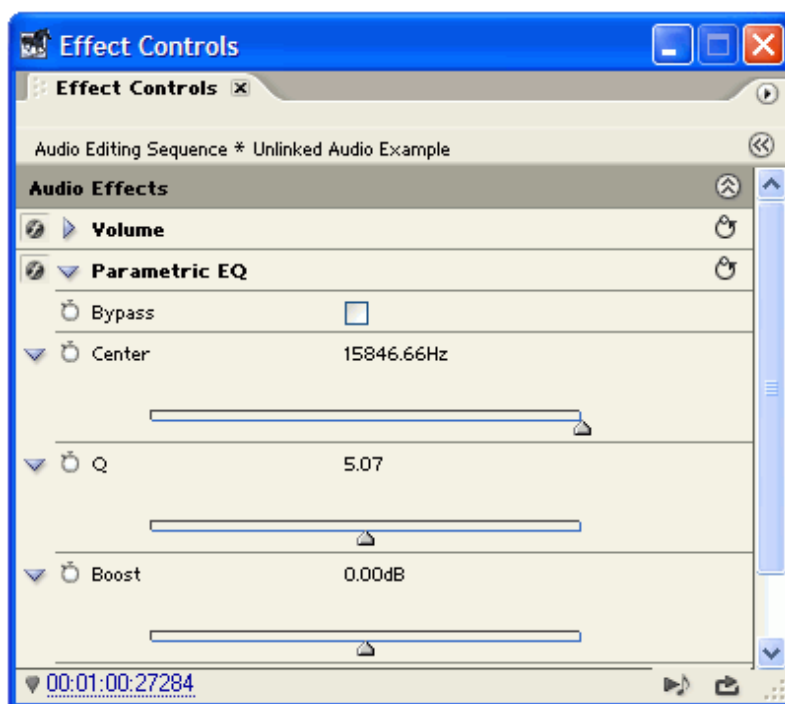 Effect Controls
Effect Controls
Audio Editing Sequence * Unlinked Audio Example
Audio Effects
Volume
Parametric EQ
Bypass
Center 15846.66Hz
Q 5.07
Boost 0.00dB
00:01:00:27284